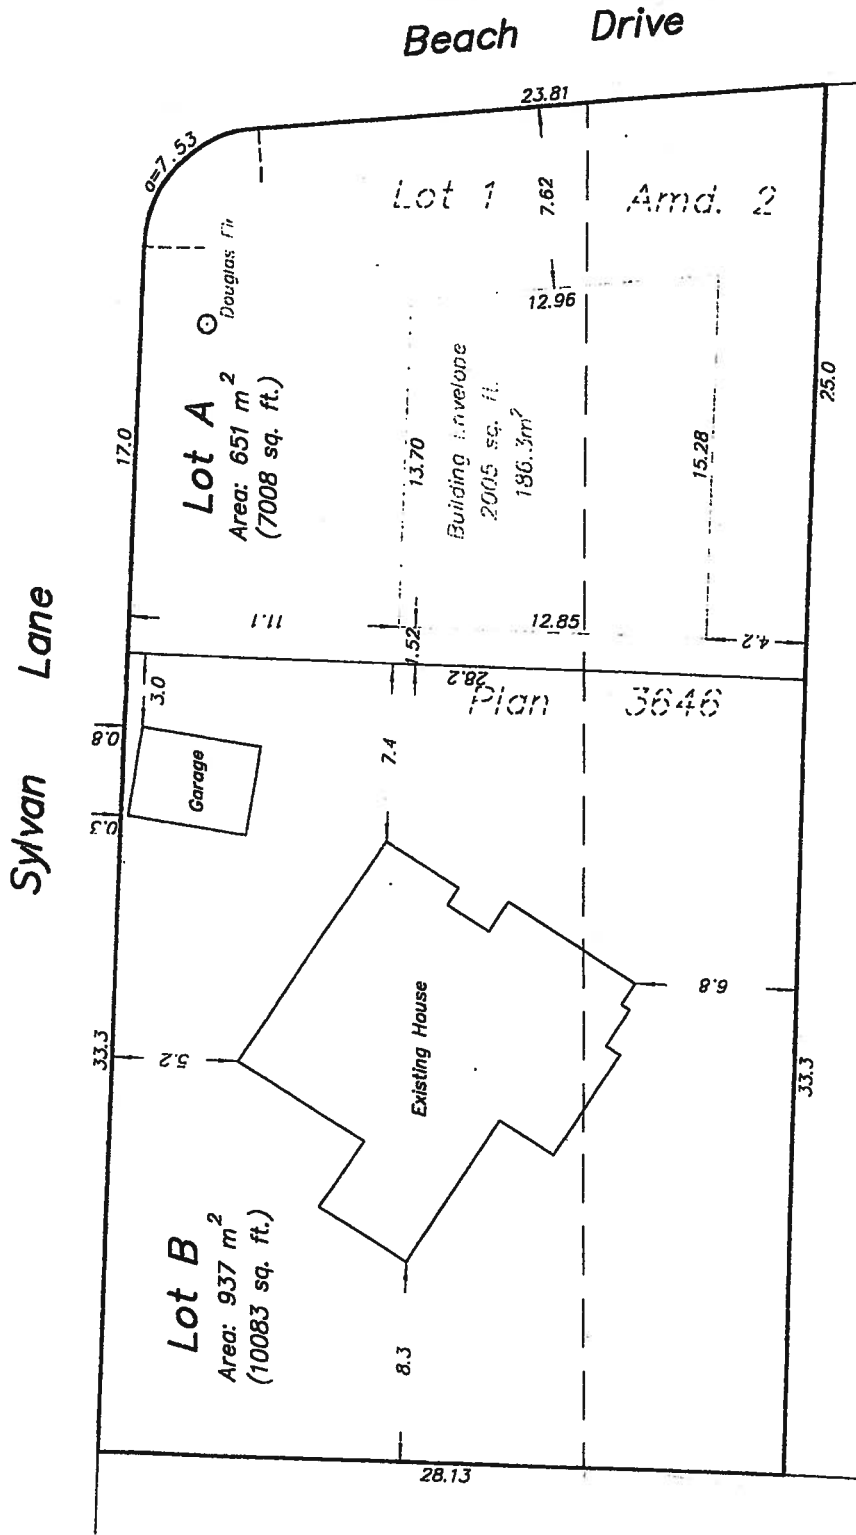 Beach Drive
Sylvan Lane
23.81
a=7.53
Lot 1
7.62
Amd. 2
Douglas Fir
12.96
Lot A
Area: 651 m²
(7008 sq. ft.)
17.0
25.0
13.70
Building Envelope
2005 sq. ft.
186.3m²
15.28
11.1
12.85
1.52
4.2
28.2
Plan 3646
3.0
0.8
Garage
0.3
7.4
6.8
Existing House
5.2
33.3
33.3
Lot B
Area: 937 m²
(10083 sq. ft.)
8.3
28.13